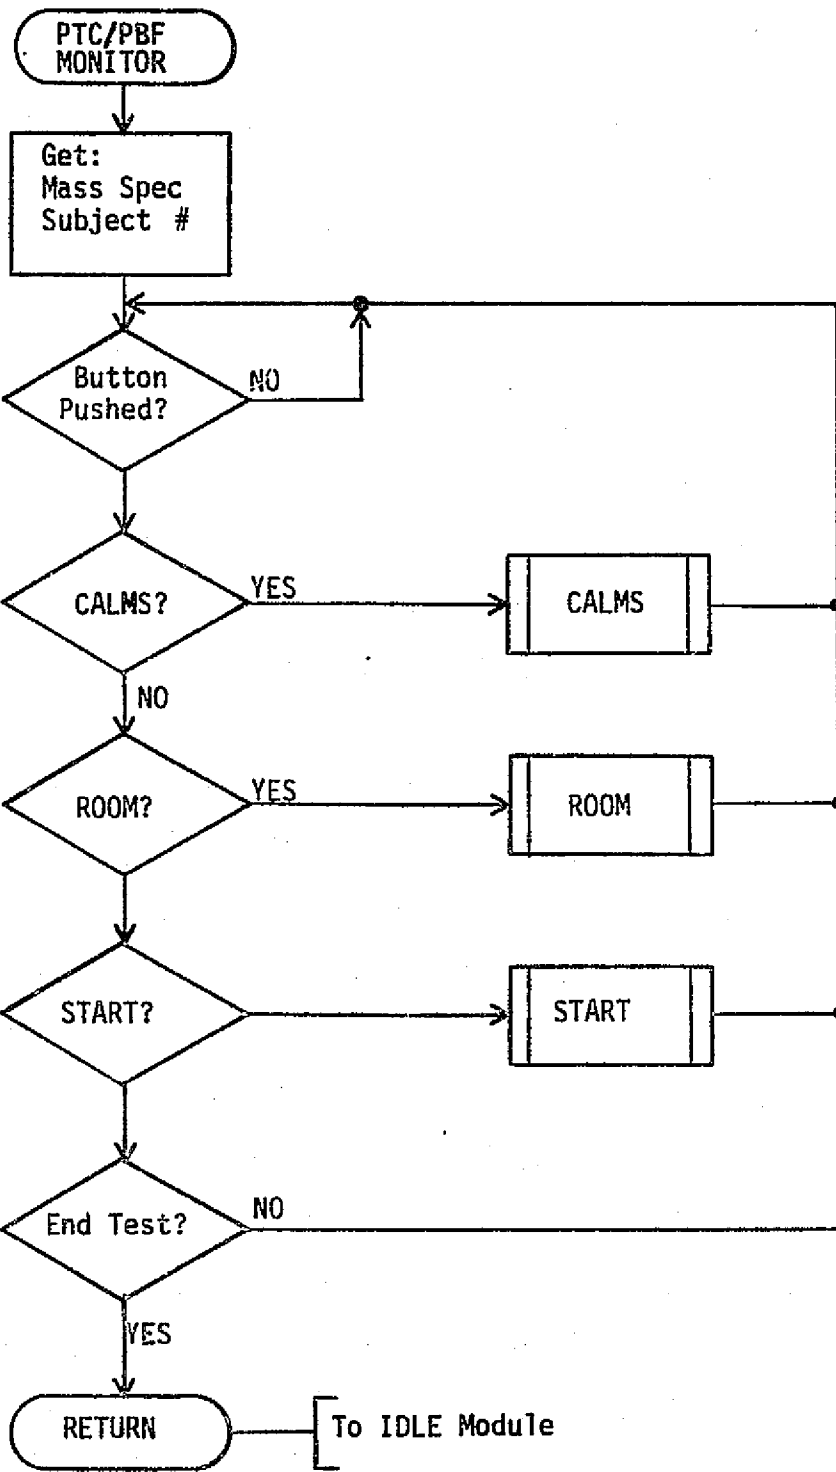 PTC/PBF
MONITOR
Get:
Mass Spec
Subject #
Button
Pushed?
NO
CALMS?
YES
CALMS
NO
ROOM?
YES
ROOM
START?
START
End Test?
NO
YES
RETURN
To IDLE Module